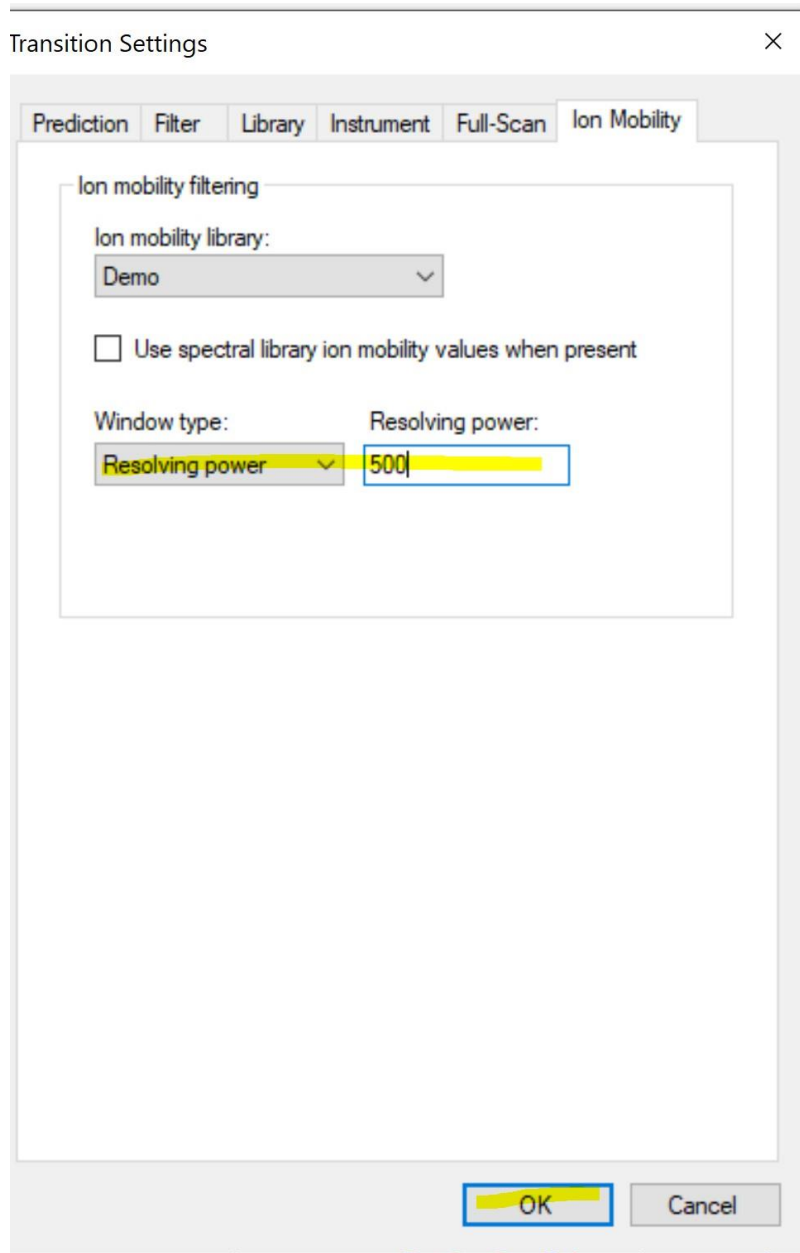 Transition Settings
Prediction Filter Library Instrument Full-Scan Ion Mobility
Ion mobility filtering
Ion mobility library:
Demo
Use spectral library ion mobility values when present
Window type: Resolving power:
Resolving power 500
OK Cancel